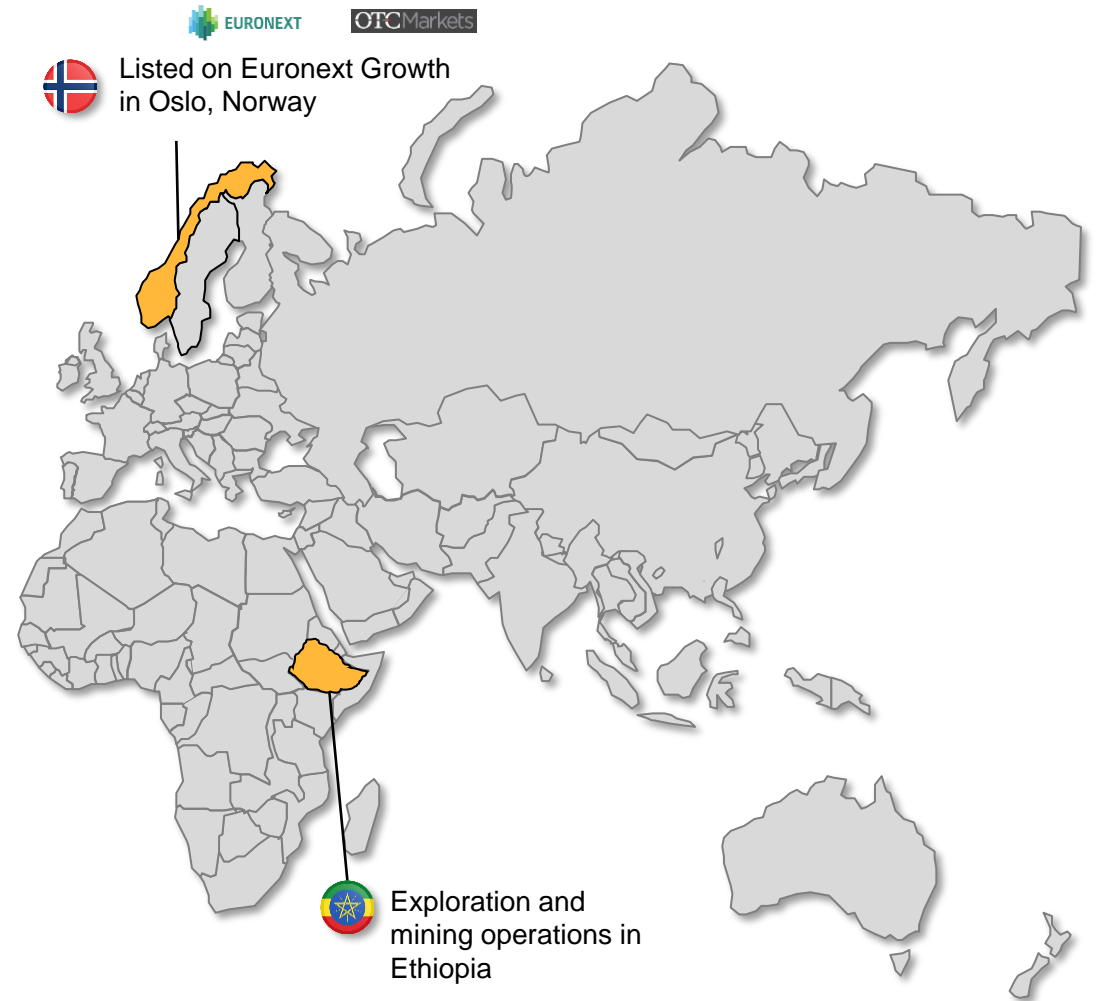 EURONEXT
OTCMarkets
Listed on Euronext Growth
in Oslo, Norway
Exploration and
mining operations in
Ethiopia